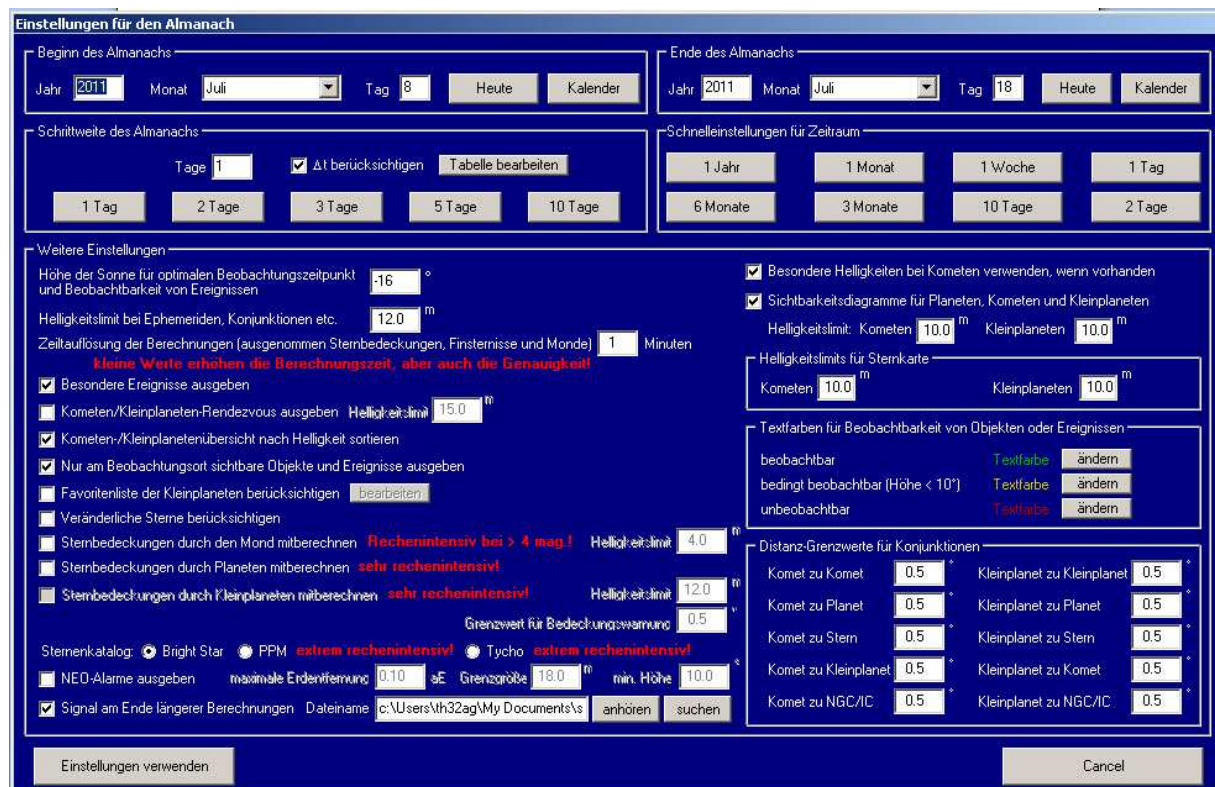 Einstellungen für den Almanach
Beginn des Almanachs
Jahr 2011 Monat Juli Tag 8 Heute Kalender
Ende des Almanachs
Jahr 2011 Monat Juli Tag 18 Heute Kalender
Schrittweite des Almanachs
Tage 1 Δt berücksichtigen Tabelle bearbeiten
1 Tag 2 Tage 3 Tage 5 Tage 10 Tage
Schnelleinstellungen für Zeitraum
1 Jahr 1 Monat 1 Woche 1 Tag
6 Monate 3 Monate 10 Tage 2 Tage
Weitere Einstellungen
Höhe der Sonne für optimalen Beobachtungszeitpunkt
und Beobachtbarkeit von Ereignissen -16 °
Helligkeitslimit bei Ephemeriden, Konjunktionen etc. 12.0 m
Zeitauflösung der Berechnungen (ausgenommen Sternbedeckungen, Finsternisse und Monde) 1 Minuten
kleine Werte erhöhen die Berechnungszeit, aber auch die Genauigkeit!
Besondere Ereignisse ausgeben
Kometen/Kleinplaneten-Rendezvous ausgeben Helligkeitslimit 15.0 m
Kometen-/Kleinplanetenübersicht nach Helligkeit sortieren
Nur am Beobachtungsort sichtbare Objekte und Ereignisse ausgeben
Favoritenliste der Kleinplaneten berücksichtigen bearbeiten
Veränderliche Sterne berücksichtigen
Sternbedeckungen durch den Mond mitberechnen Rechenintensiv bei > 4 mag.! Helligkeitslimit 4.0 m
Sternbedeckungen durch Planeten mitberechnen sehr rechenintensiv!
Sternbedeckungen durch Kleinplaneten mitberechnen sehr rechenintensiv! Helligkeitslimit 12.0 m
Grenzwert für Bedeckungswarnung 0.5 "
Sternenkatalog: Bright Star PPM extrem rechenintensiv! Tycho extrem rechenintensiv!
NEO-Alarme ausgeben maximale Erdentfernung 0.10 aE Grenzgröße 18.0 m min. Höhe 10.0 °
Signal am Ende längerer Berechnungen Dateiname c:\Users\th32ag\My Documents\s anhören suchen
Besondere Helligkeiten bei Kometen verwenden, wenn vorhanden
Sichtbarkeitsdiagramme für Planeten, Kometen und Kleinplaneten
Helligkeitslimit: Kometen 10.0 m Kleinplaneten 10.0 m
Helligkeitslimits für Sternkarte
Kometen 10.0 m Kleinplaneten 10.0 m
Textfarben für Beobachtbarkeit von Objekten oder Ereignissen
beobachtbar Textfarbe ändern
bedingt beobachtbar (Höhe < 10°) Textfarbe ändern
unbeobachtbar Textfarbe ändern
Distanz-Grenzwerte für Konjunktionen
Komet zu Komet 0.5 ° Kleinplanet zu Kleinplanet 0.5 °
Komet zu Planet 0.5 ° Kleinplanet zu Planet 0.5 °
Komet zu Stern 0.5 ° Kleinplanet zu Stern 0.5 °
Komet zu Kleinplanet 0.5 ° Kleinplanet zu Komet 0.5 °
Komet zu NGC/IC 0.5 ° Kleinplanet zu NGC/IC 0.5 °
Einstellungen verwenden Cancel